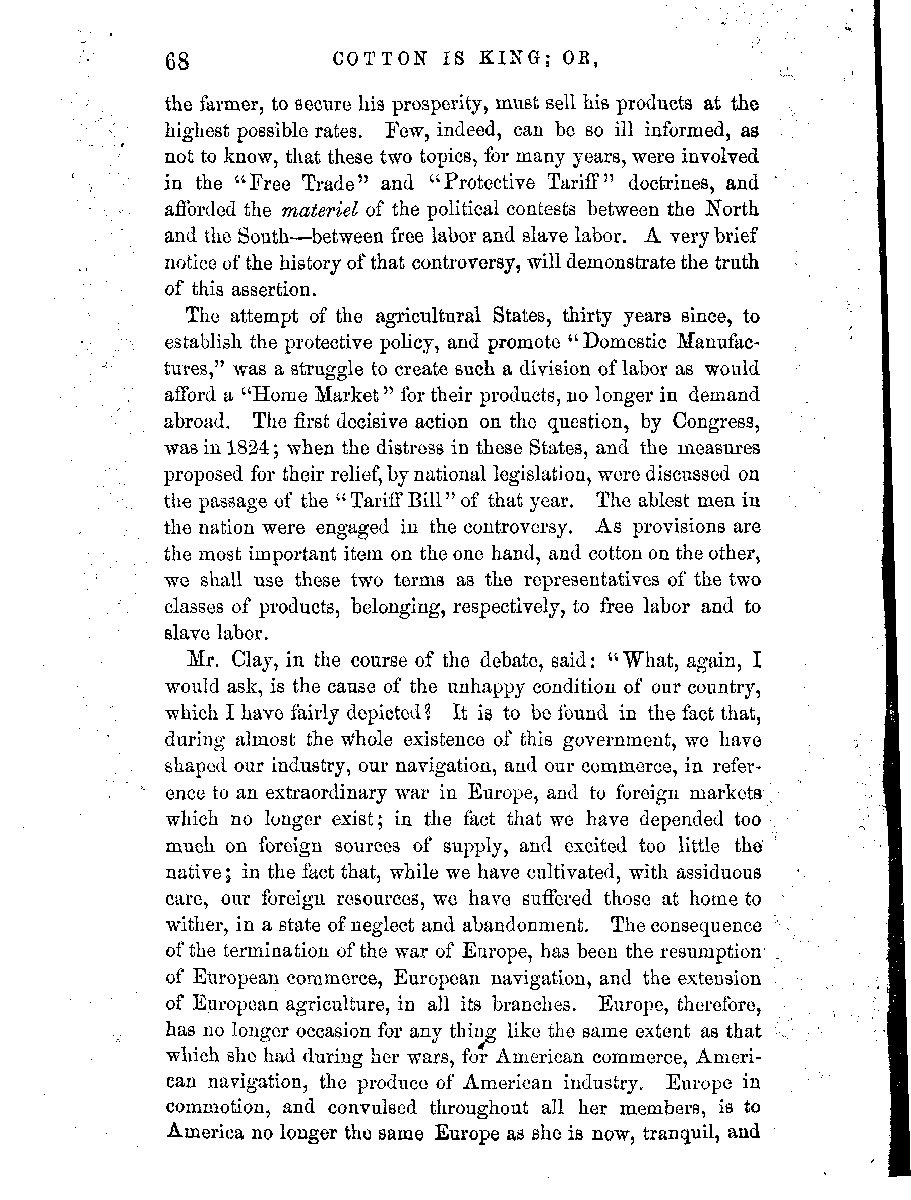 68 COTTON IS KING; OR,
the farmer, to secure his prosperity, must sell his products at the
highest possible rates. Few, indeed, can be so ill informed, as
not to know, that these two topics, for many years, were involved
in the “Free Trade” and “Protective Tariff” doctrines, and
afforded the materiel of the political contests between the North
and the South—between free labor and slave labor. A very brief
notice of the history of that controversy, will demonstrate the truth
of this assertion.
The attempt of the agricultural States, thirty years since, to
establish the protective policy, and promote “Domestic Manufac-
tures,” was a struggle to create such a division of labor as would
afford a “Home Market” for their products, no longer in demand
abroad. The first decisive action on the question, by Congress,
was in 1824; when the distress in these States, and the measures
proposed for their relief, by national legislation, were discussed on
the passage of the “Tariff Bill” of that year. The ablest men in
the nation were engaged in the controversy. As provisions are
the most important item on the one hand, and cotton on the other,
we shall use these two terms as the representatives of the two
classes of products, belonging, respectively, to free labor and to
slave labor.
Mr. Clay, in the course of the debate, said: “What, again, I
would ask, is the cause of the unhappy condition of our country,
which I have fairly depicted? It is to be found in the fact that,
during almost the whole existence of this government, we have
shaped our industry, our navigation, and our commerce, in refer-
ence to an extraordinary war in Europe, and to foreign markets
which no longer exist; in the fact that we have depended too
much on foreign sources of supply, and excited too little the
native; in the fact that, while we have cultivated, with assiduous
care, our foreign resources, we have suffered those at home to
wither, in a state of neglect and abandonment. The consequence
of the termination of the war of Europe, has been the resumption
of European commerce, European navigation, and the extension
of European agriculture, in all its branches. Europe, therefore,
has no longer occasion for any thing like the same extent as that
which she had during her wars, for American commerce, Ameri-
can navigation, the produce of American industry. Europe in
commotion, and convulsed throughout all her members, is to
America no longer the same Europe as she is now, tranquil, and